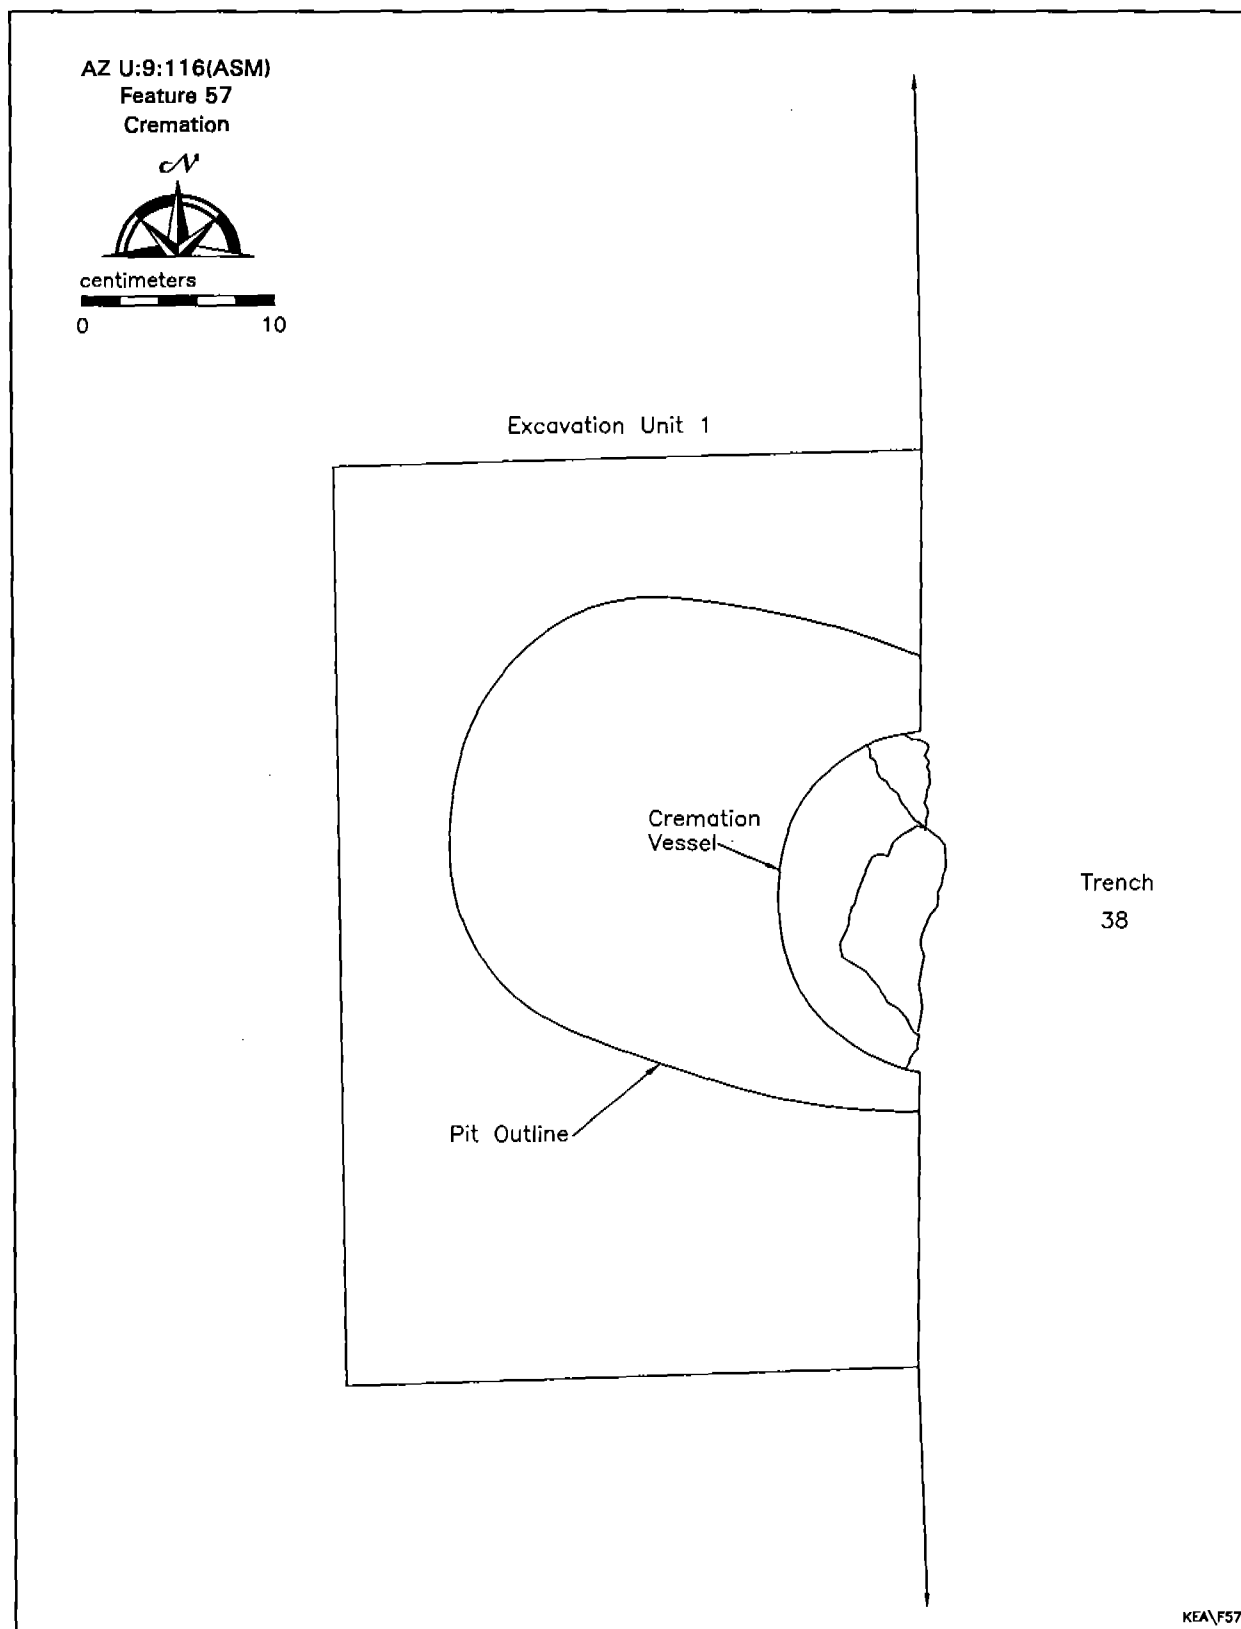 AZ U:9:116(ASM)
Feature 57
Cremation
N
centimeters
0 10
Excavation Unit 1
Cremation
Vessel
Trench
38
Pit Outline
KEA\F57